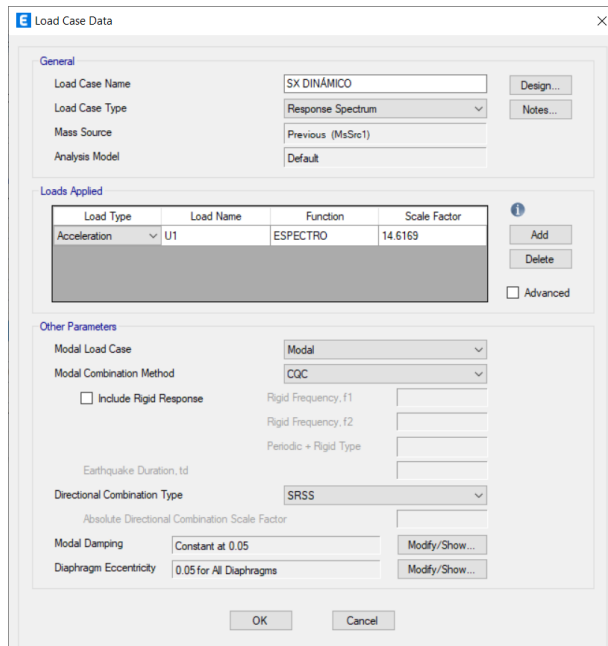 E Load Case Data
General
Load Case Name SX DINÁMICO Design...
Load Case Type Response Spectrum Notes...
Mass Source Previous (MsSrc1)
Analysis Model Default
Loads Applied
Load Type Load Name Function Scale Factor
Acceleration U1 ESPECTRO 14.6169 Add
Delete
Advanced
Other Parameters
Modal Load Case Modal
Modal Combination Method CQC
Include Rigid Response Rigid Frequency, f1
Rigid Frequency, f2
Periodic + Rigid Type
Earthquake Duration, td
Directional Combination Type SRSS
Absolute Directional Combination Scale Factor
Modal Damping Constant at 0.05 Modify/Show...
Diaphragm Eccentricity 0.05 for All Diaphragms Modify/Show...
OK Cancel